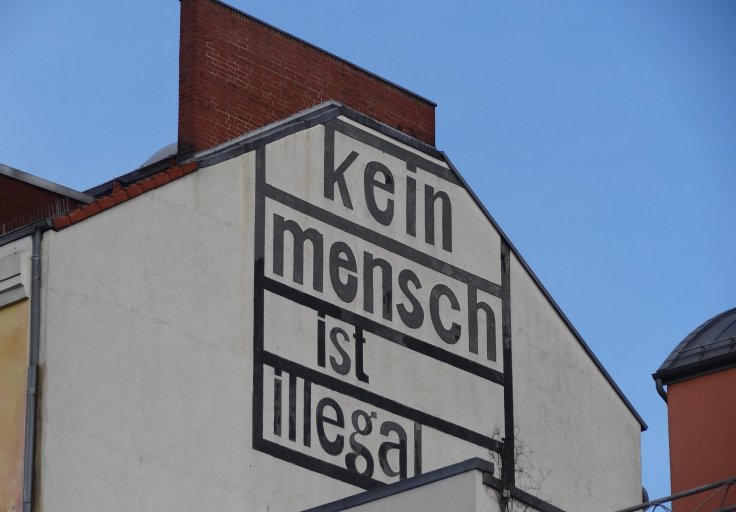 kein
mensch
ist
illegal